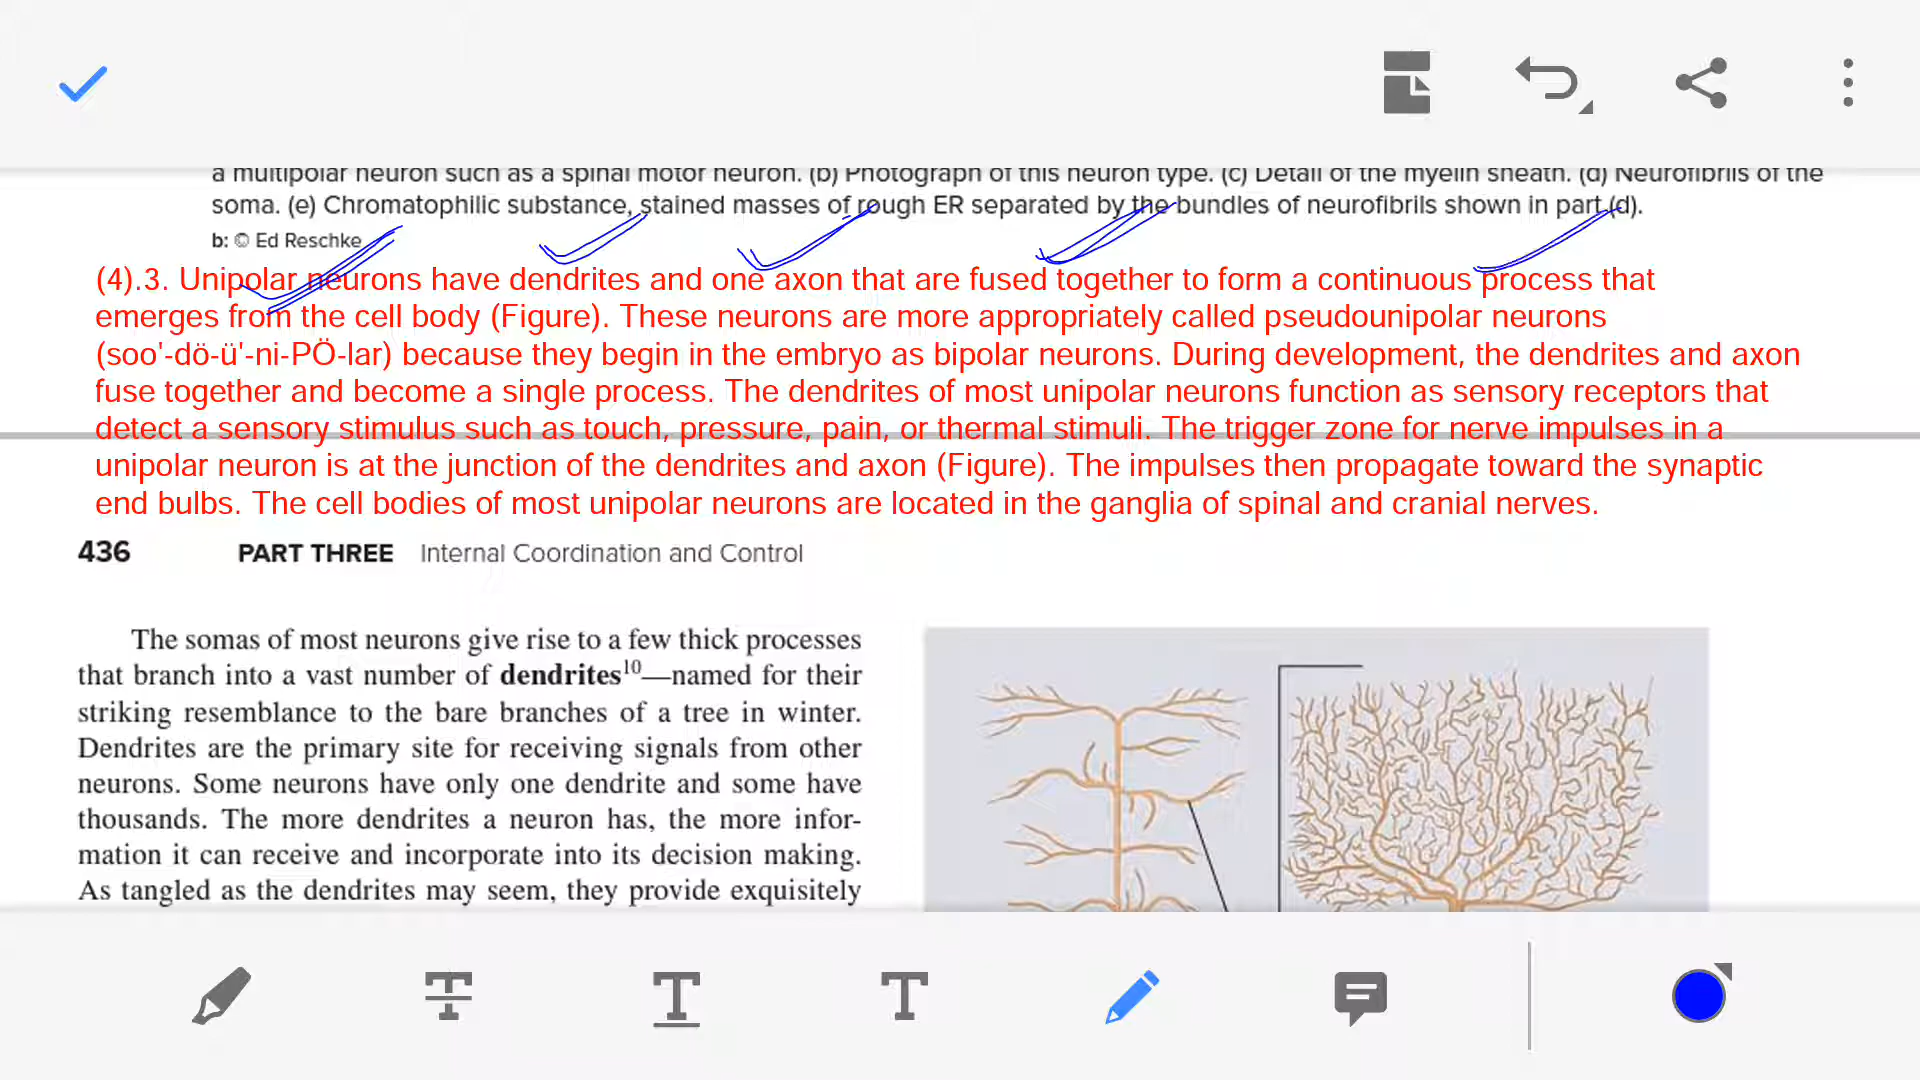 a multipolar neuron such as a spinal motor neuron. (b) Photograph of this neuron type. (c) Detail of the myelin sheath. (d) Neurofibrils of the
soma. (e) Chromatophilic substance, stained masses of rough ER separated by the bundles of neurofibrils shown in part (d).
b: © Ed Reschke
(4).3. Unipolar neurons have dendrites and one axon that are fused together to form a continuous process that
emerges from the cell body (Figure). These neurons are more appropriately called pseudounipolar neurons
(soo'-dö-ü'-ni-PÖ-lar) because they begin in the embryo as bipolar neurons. During development, the dendrites and axon
fuse together and become a single process. The dendrites of most unipolar neurons function as sensory receptors that
detect a sensory stimulus such as touch, pressure, pain, or thermal stimuli. The trigger zone for nerve impulses in a
unipolar neuron is at the junction of the dendrites and axon (Figure). The impulses then propagate toward the synaptic
end bulbs. The cell bodies of most unipolar neurons are located in the ganglia of spinal and cranial nerves.
436 PART THREE Internal Coordination and Control
The somas of most neurons give rise to a few thick processes
that branch into a vast number of dendrites10—named for their
striking resemblance to the bare branches of a tree in winter.
Dendrites are the primary site for receiving signals from other
neurons. Some neurons have only one dendrite and some have
thousands. The more dendrites a neuron has, the more infor-
mation it can receive and incorporate into its decision making.
As tangled as the dendrites may seem, they provide exquisitely